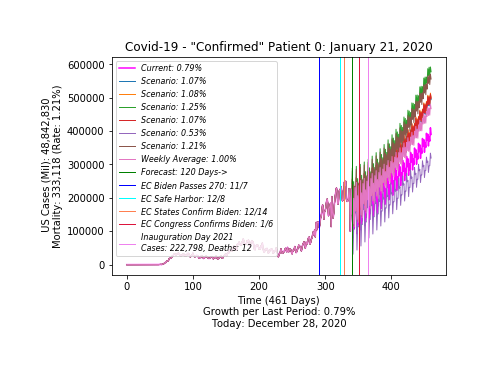 Covid-19 - "Confirmed" Patient 0: January 21, 2020
US Cases (Mil): 48,842,830
Mortality: 333,118 (Rate: 1.21%)
600000
500000
400000
300000
200000
100000
0
Current: 0.79%
Scenario: 1.07%
Scenario: 1.08%
Scenario: 1.25%
Scenario: 1.07%
Scenario: 0.53%
Scenario: 1.21%
Weekly Average: 1.00%
Forecast: 120 Days->
EC Biden Passes 270: 11/7
EC Safe Harbor: 12/8
EC States Confirm Biden: 12/14
EC Congress Confirms Biden: 1/6
Inauguration Day 2021
Cases: 222,798, Deaths: 12
0 100 200 300 400
Time (461 Days)
Growth per Last Period: 0.79%
Today: December 28, 2020